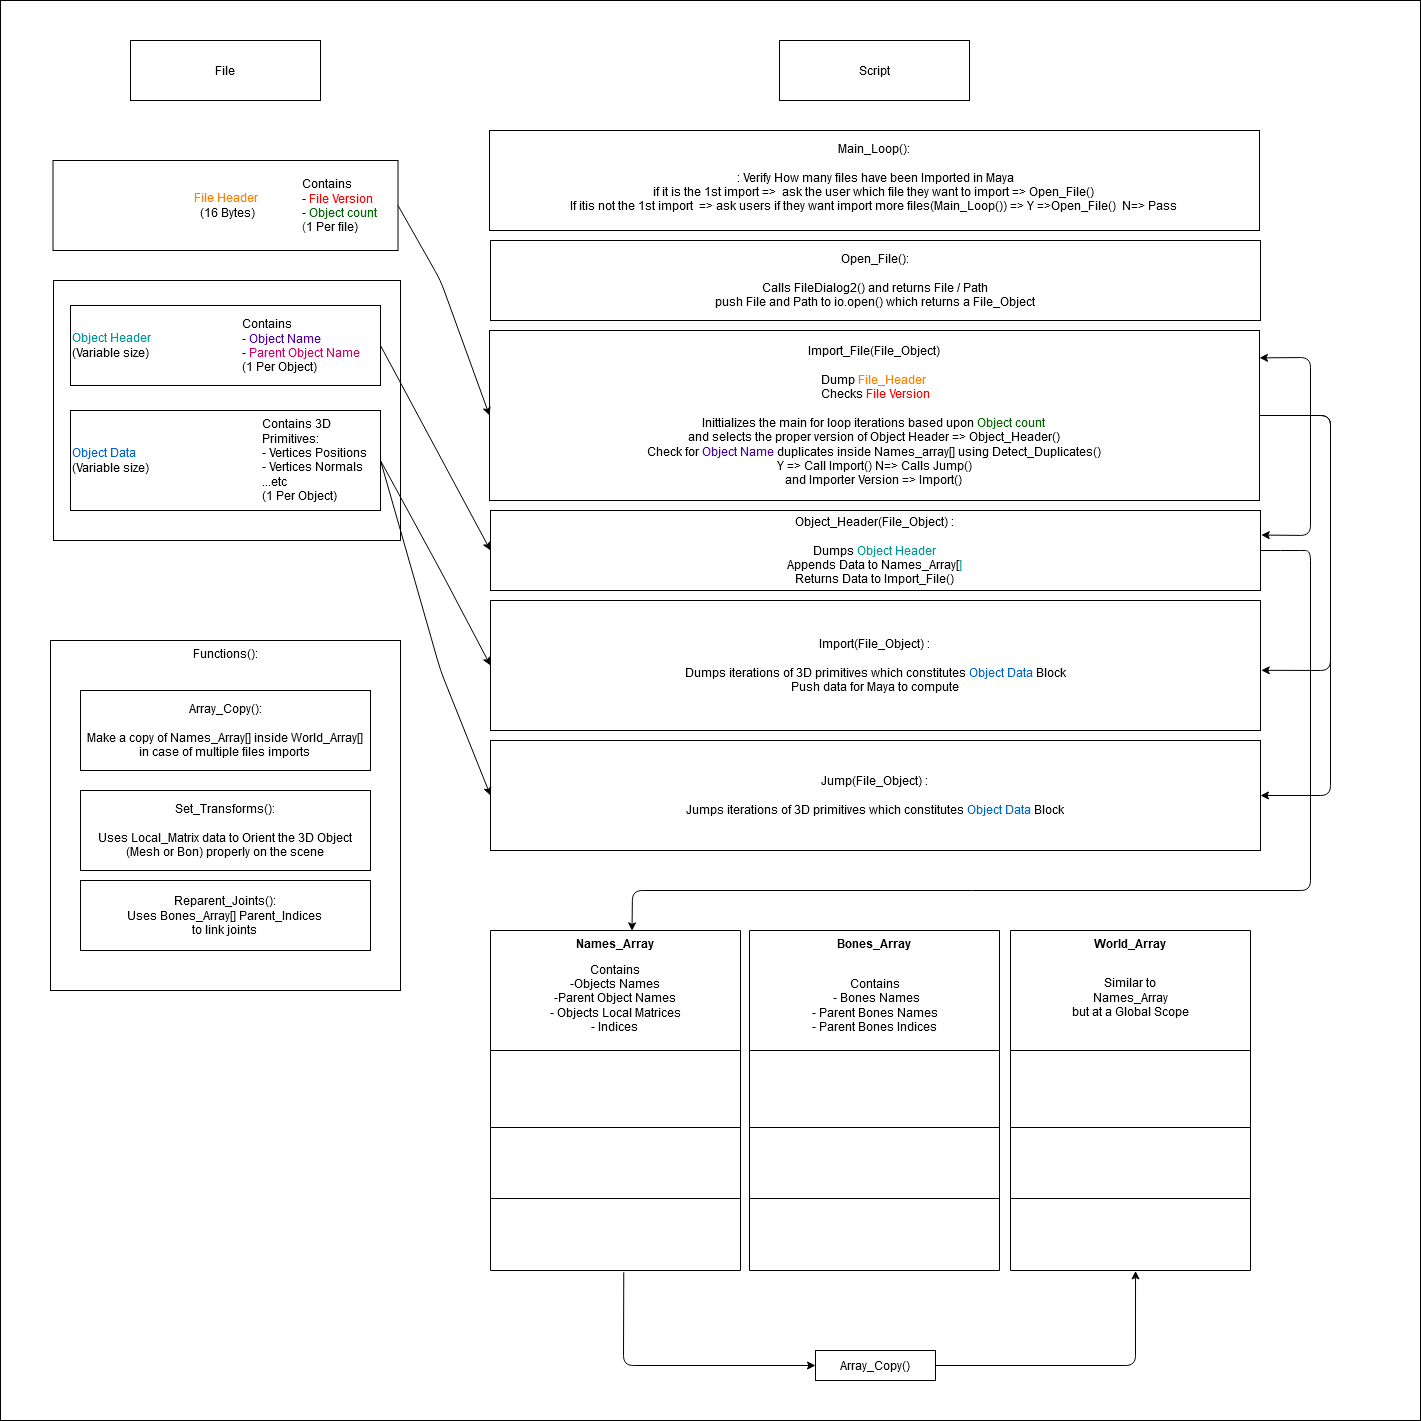 File
Script
File Header
(16 Bytes)
Contains
- File Version
- Object count
(1 Per file)
Object Header
(Variable size)
Contains
- Object Name
- Parent Object Name
(1 Per Object)
Object Data
(Variable size)
Contains 3D
Primitives:
- Vertices Positions
- Vertices Normals
...etc
(1 Per Object)
Functions():
Array_Copy():
Make a copy of Names_Array[] inside World_Array[]
in case of multiple files imports
Set_Transforms():
Uses Local_Matrix data to Orient the 3D Object
(Mesh or Bon) properly on the scene
Reparent_Joints():
Uses Bones_Array[] Parent_Indices
to link joints
Main_Loop():
: Verify How many files have been Imported in Maya
if it is the 1st import => ask the user which file they want to import => Open_File()
If itis not the 1st import => ask users if they want import more files(Main_Loop()) => Y =>Open_File() N=> Pass
Open_File():
Calls FileDialog2() and returns File / Path
push File and Path to io.open() which returns a File_Object
Import_File(File_Object)
Dump File_Header
Checks File Version
Inittializes the main for loop iterations based upon Object count
and selects the proper version of Object Header => Object_Header()
Check for Object Name duplicates inside Names_array[] using Detect_Duplicates()
Y => Call Import() N=> Calls Jump()
and Importer Version => Import()
Object_Header(File_Object) :
Dumps Object Header
Appends Data to Names_Array[]
Returns Data to Import_File()
Import(File_Object) :
Dumps iterations of 3D primitives which constitutes Object Data Block
Push data for Maya to compute
Jump(File_Object) :
Jumps iterations of 3D primitives which constitutes Object Data Block
Names_Array
Contains
-Objects Names
-Parent Object Names
- Objects Local Matrices
- Indices
Bones_Array
Contains
- Bones Names
- Parent Bones Names
- Parent Bones Indices
World_Array
Similar to
Names_Array
but at a Global Scope
Array_Copy()